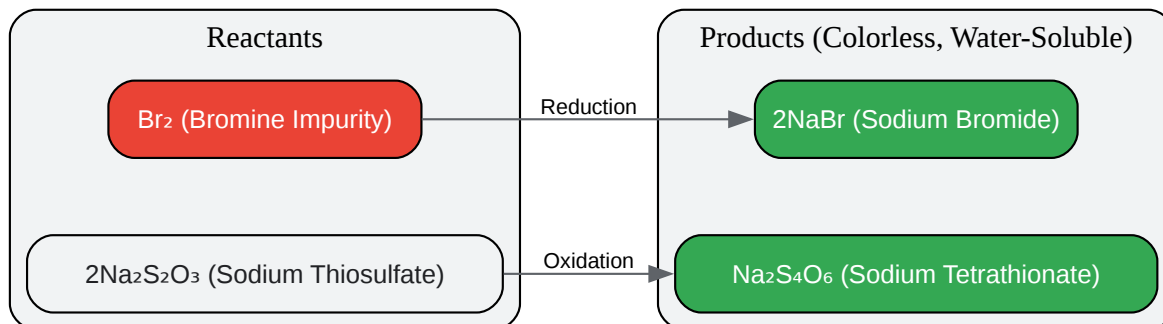 Reactants
Products (Colorless, Water-Soluble)
Br₂ (Bromine Impurity)
Reduction
2NaBr (Sodium Bromide)
2Na₂S₂O₃ (Sodium Thiosulfate)
Oxidation
Na₂S₄O₆ (Sodium Tetrathionate)